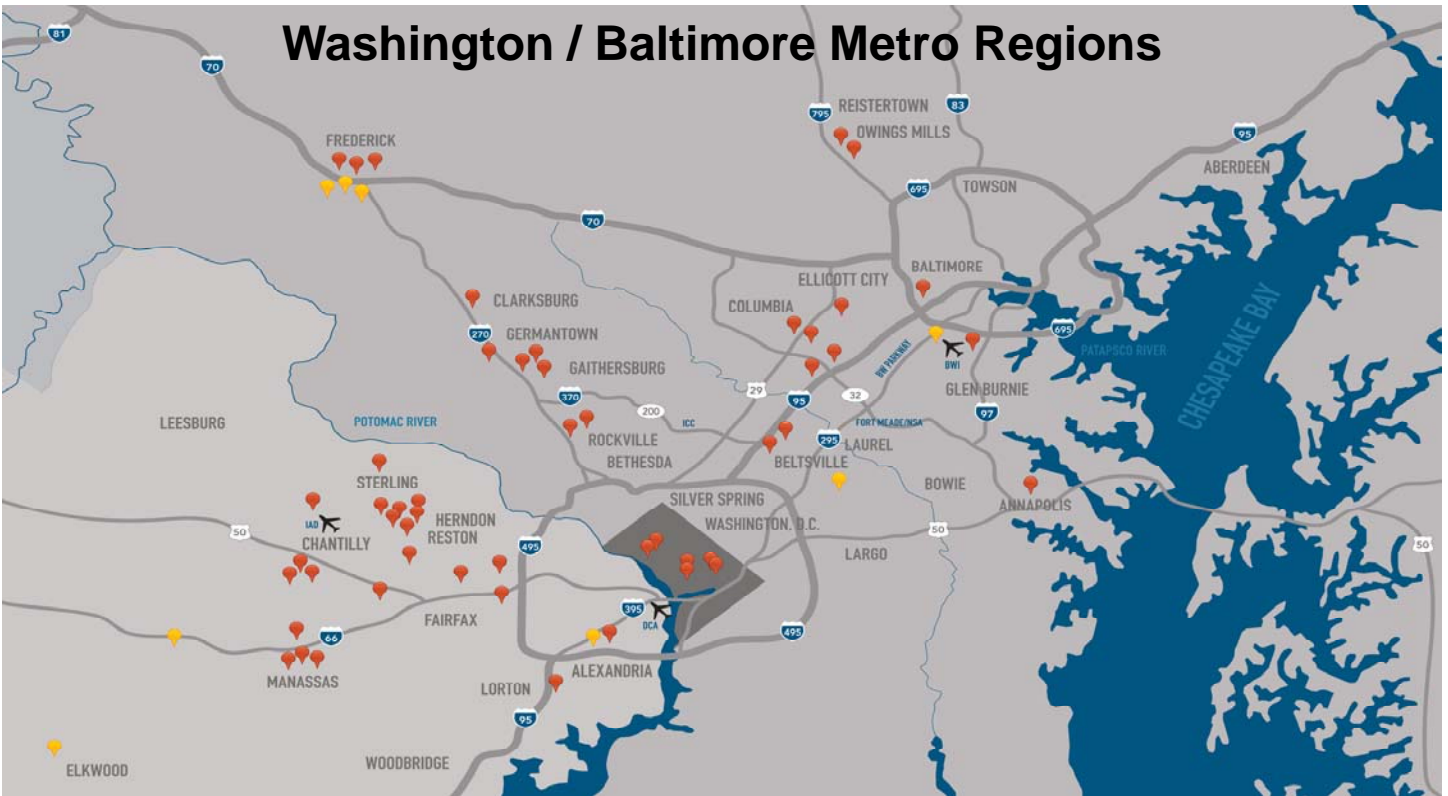 Washington / Baltimore Metro Regions
81
70
795
REISTERTOWN
83
OWINGS MILLS
95
FREDERICK
ABERDEEN
695
TOWSON
70
ELLICOTT CITY
BALTIMORE
CLARKSBURG
COLUMBIA
270
GERMANTOWN
695
CHESAPEAKE BAY
PATAPSCO RIVER
BW PARKWAY
BWI
GAITHERSBURG
GLEN BURNIE
370
29
95
32
200
97
LEESBURG
POTOMAC RIVER
ICC
FORT MEADE/NSA
ROCKVILLE
295
LAUREL
BETHESDA
BELTSVILLE
STERLING
BOWIE
SILVER SPRING
ANNAPOLIS
IAD
HERNDON
WASHINGTON, D.C.
50
RESTON
50
CHANTILLY
495
LARGO
50
395
DCA
FAIRFAX
66
495
ALEXANDRIA
MANASSAS
LORTON
95
WOODBRIDGE
ELKWOOD